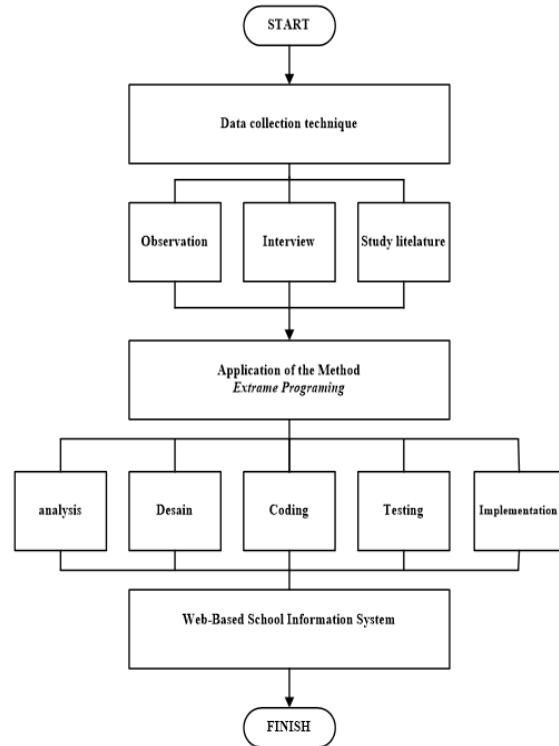 START
Data collection technique
Observation
Interview
Study litelature
Application of the Method
Extrame Programing
analysis
Desain
Coding
Testing
Implementation
Web-Based School Information System
FINISH